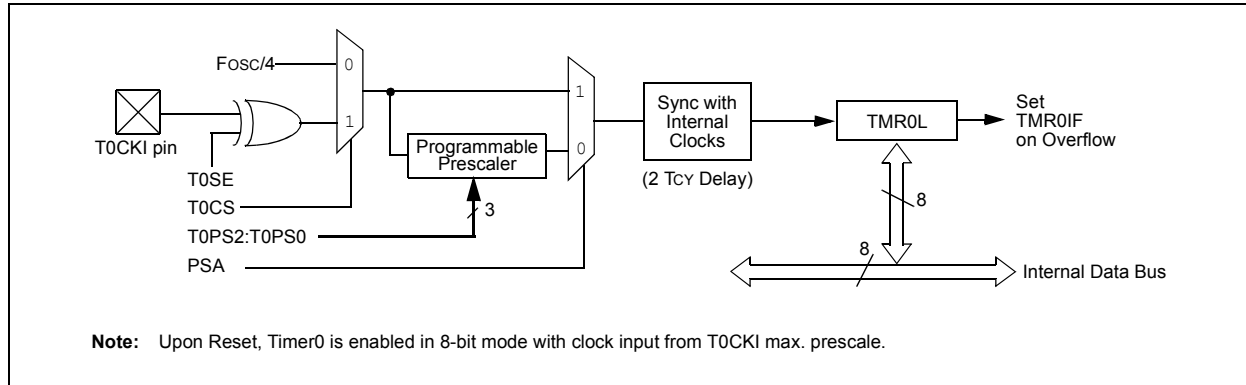 FOSC/4
0
1
T0CKI pin
T0SE
T0CS
T0PS2:T0PS0
PSA
Programmable
Prescaler
3
1
0
Sync with
Internal
Clocks
(2 TCY Delay)
TMR0L
Set
TMR0IF
on Overflow
8
8
Internal Data Bus
Note: Upon Reset, Timer0 is enabled in 8-bit mode with clock input from T0CKI max. prescale.